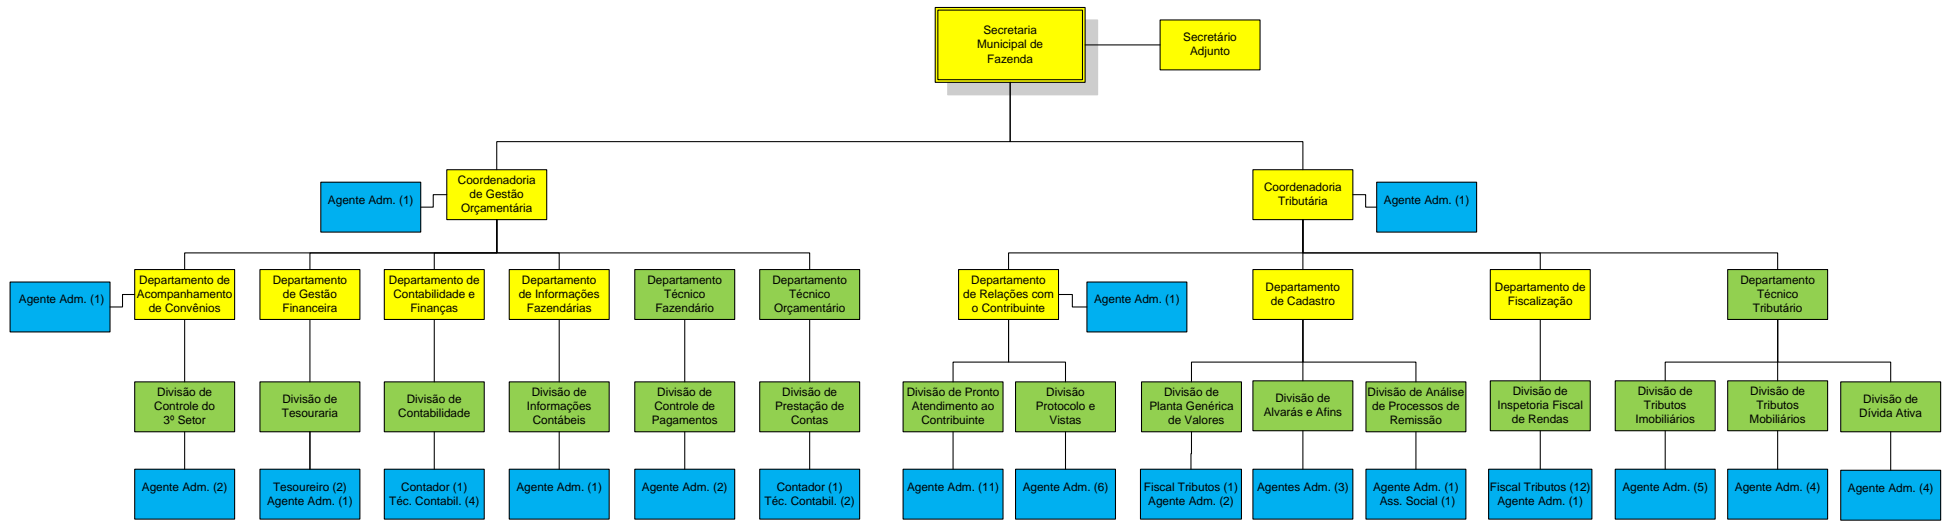 Secretaria
Municipal de
Fazenda
Secretário
Adjunto
Agente Adm. (1)
Coordenadoria
de Gestão
Orçamentária
Coordenadoria
Tributária
Agente Adm. (1)
Agente Adm. (1)
Departamento de
Acompanhamento
de Convênios
Departamento
de Gestão
Financeira
Departamento de
Contabilidade e
Finanças
Departamento
de Informações
Fazendárias
Departamento
Técnico
Fazendário
Departamento
Técnico
Orçamentário
Departamento
de Relações com
o Contribuinte
Agente Adm. (1)
Departamento
de Cadastro
Departamento de
Fiscalização
Departamento
Técnico
Tributário
Divisão de
Controle do
3º Setor
Divisão de
Tesouraria
Divisão de
Contabilidade
Divisão de
Informações
Contábeis
Divisão de
Controle de
Pagamentos
Divisão de
Prestação de
Contas
Divisão de Pronto
Atendimento ao
Contribuinte
Divisão
Protocolo e
Vistas
Divisão de
Planta Genérica
de Valores
Divisão de
Alvarás e Afins
Divisão de Análise
de Processos de
Remissão
Divisão de
Inspetoria Fiscal
de Rendas
Divisão de
Tributos
Imobiliários
Divisão de
Tributos
Mobiliários
Divisão de
Dívida Ativa
Agente Adm. (2)
Tesoureiro (2)
Agente Adm. (1)
Contador (1)
Téc. Contabil. (4)
Agente Adm. (1)
Agente Adm. (2)
Contador (1)
Téc. Contabil. (2)
Agente Adm. (11)
Agente Adm. (6)
Fiscal Tributos (1)
Agente Adm. (2)
Agentes Adm. (3)
Agente Adm. (1)
Ass. Social (1)
Fiscal Tributos (12)
Agente Adm. (1)
Agente Adm. (5)
Agente Adm. (4)
Agente Adm. (4)